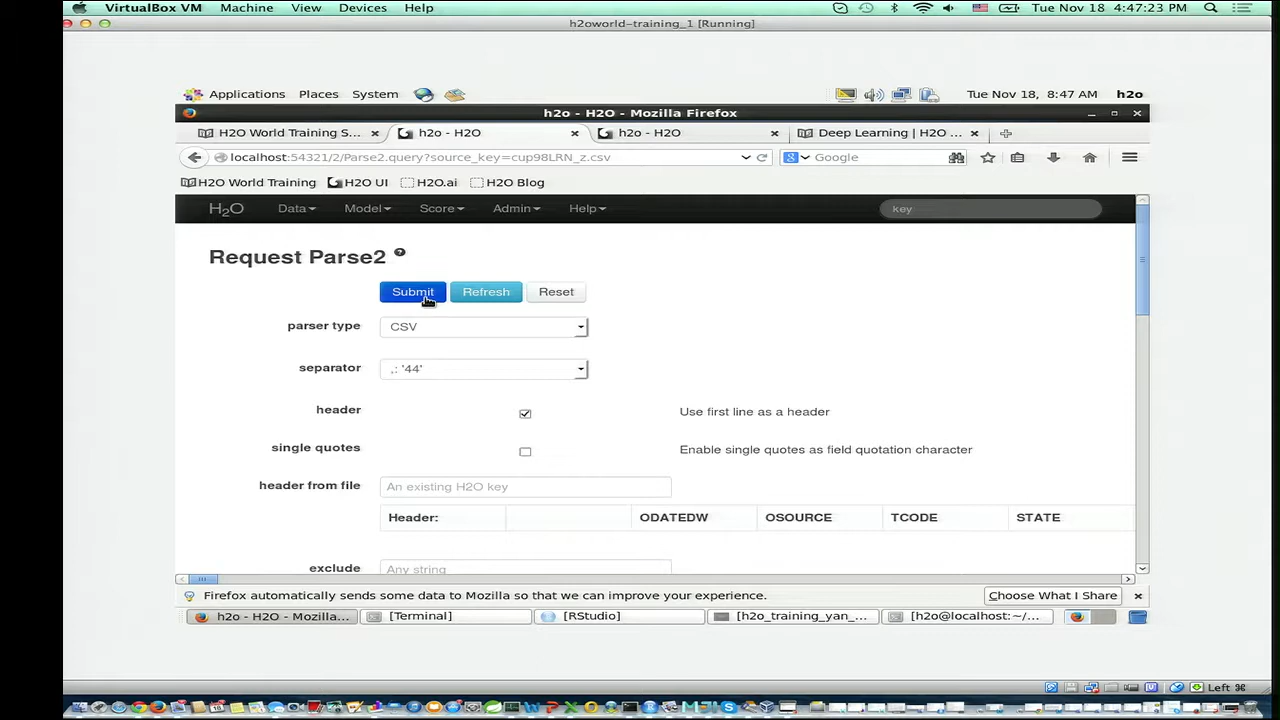 VirtualBox VM Machine View Devices Help Tue Nov 18 4:47:23 PM
h2oworld-training_1 [Running]
Applications Places System Tue Nov 18, 8:47 AM h2o
h2o - H2O - Mozilla Firefox
H2O World Training S... h2o - H2O h2o - H2O Deep Learning | H2O ...
localhost:54321/2/Parse2.query?source_key=cup98LRN_z.csv Google
H2O World Training H2O UI H2O.ai H2O Blog
H2O Data Model Score Admin Help key
Request Parse2
Submit Refresh Reset
parser type CSV
separator ,: '44'
header Use first line as a header
single quotes Enable single quotes as field quotation character
header from file An existing H2O key
Header: ODATEDW OSOURCE TCODE STATE
exclude Any string
Firefox automatically sends some data to Mozilla so that we can improve your experience. Choose What I Share
h2o - H2O - Mozilla... [Terminal] [RStudio] [h2o_training_yan_... [h2o@localhost:~/...
Left ⌘